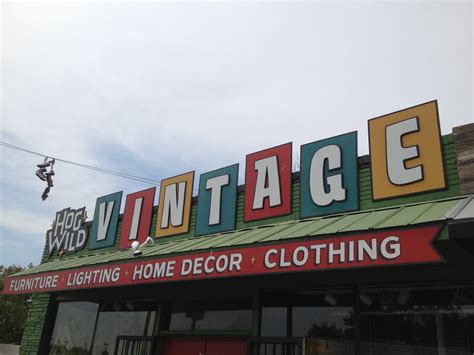 HOG
WILD
VINTAGE
FURNITURE • LIGHTING • HOME DECOR • CLOTHING